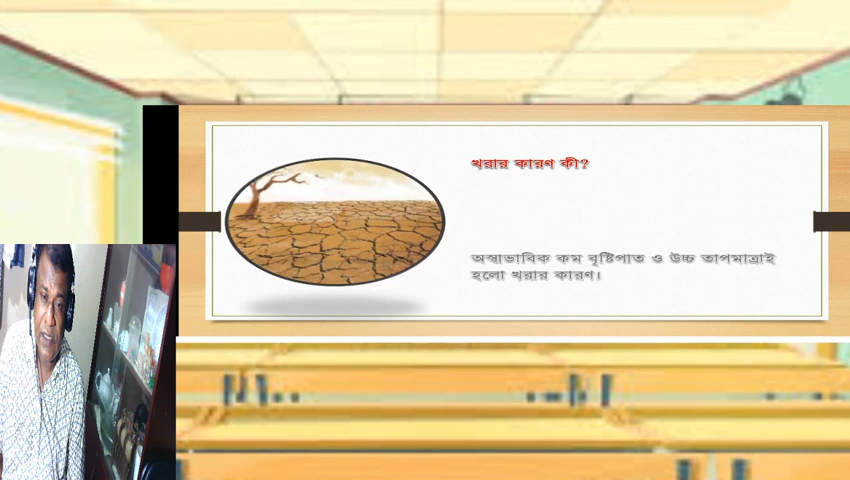 খরার কারণ কী?
অস্বাভাবিক কম বৃষ্টিপাত ও উচ্চ তাপমাত্রাই
হলো খরার কারণ।